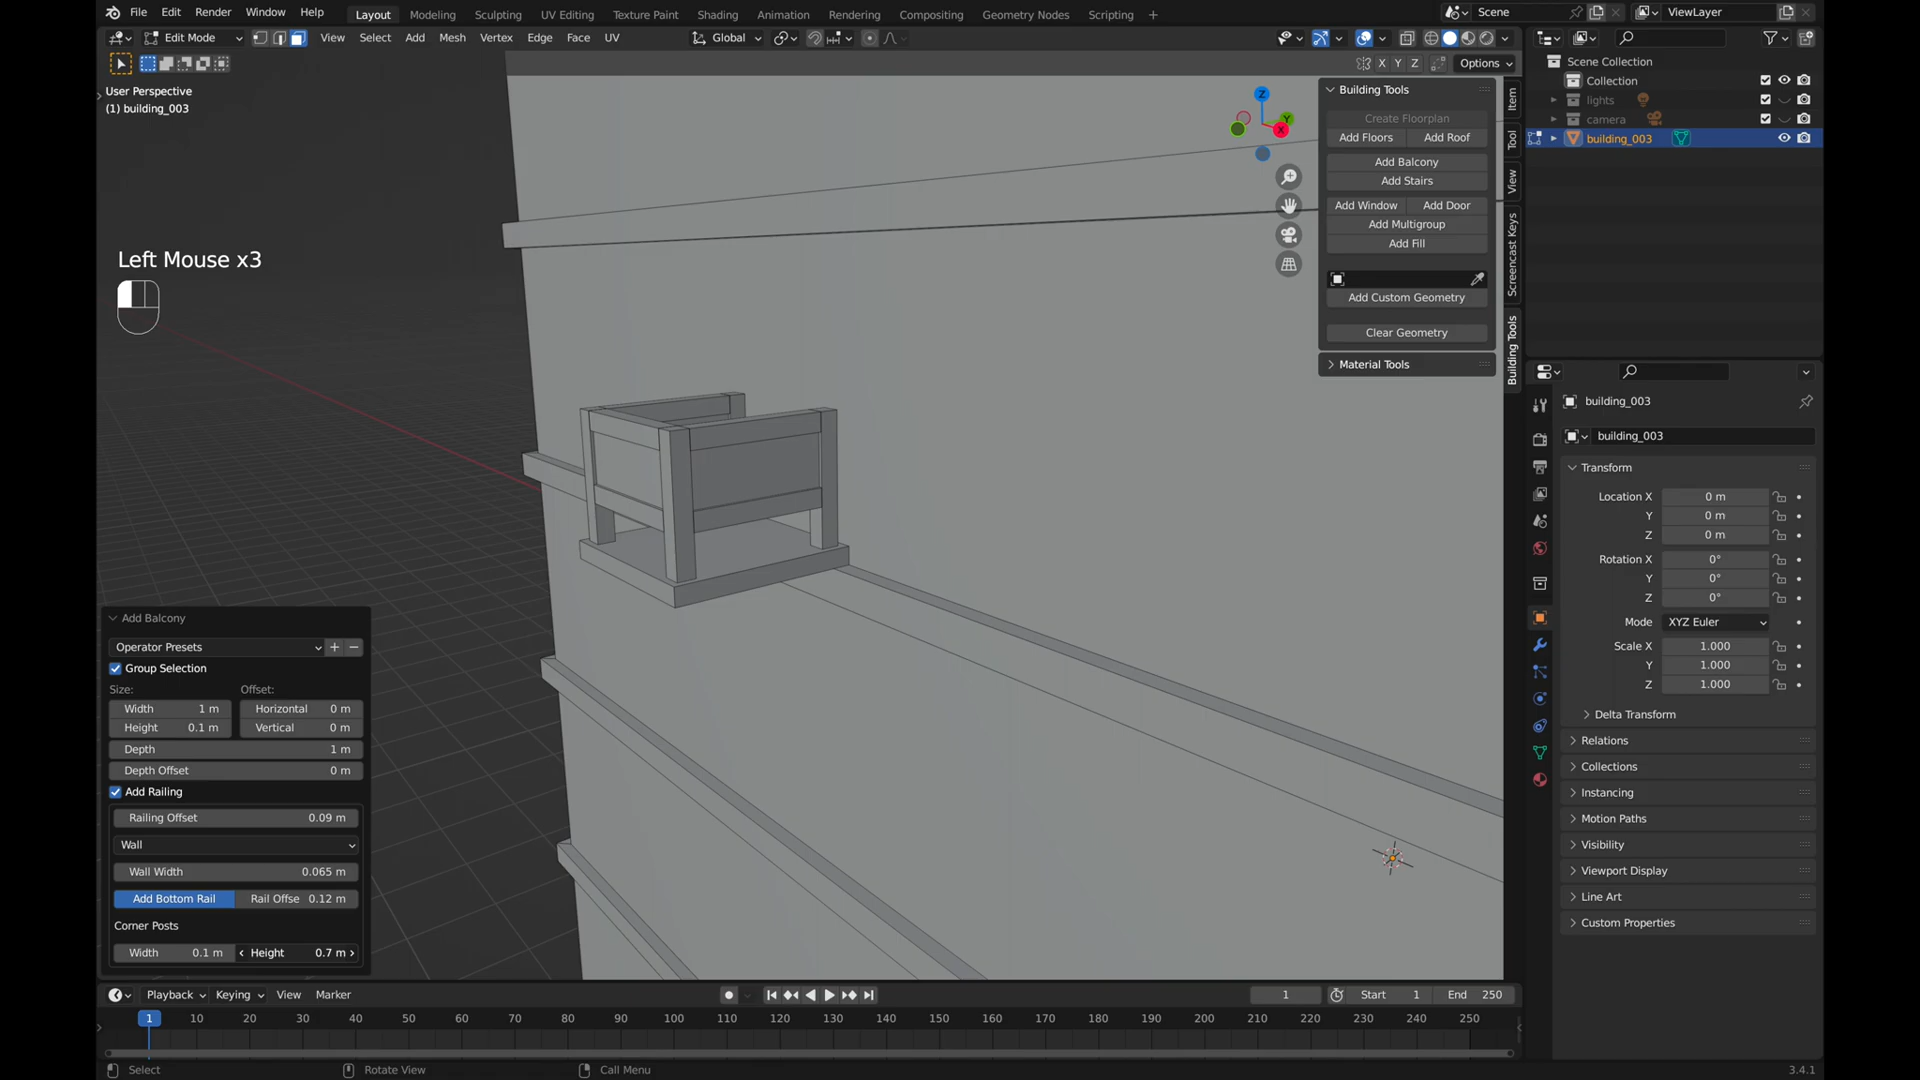 File Edit Render Window Help Layout Modeling Sculpting UV Editing Texture Paint Shading Animation Rendering Compositing Geometry Nodes Scripting + Scene ViewLayer
Edit Mode View Select Add Mesh Vertex Edge Face UV Global
X Y Z Options
User Perspective
(1) building_003
Left Mouse x3
Z
Y
X
Building Tools
Create Floorplan
Add Floors Add Roof
Add Balcony
Add Stairs
Add Window Add Door
Add Multigroup
Add Fill
Add Custom Geometry
Clear Geometry
Material Tools
Item
Tool
View
Screencast Keys
Building Tools
Scene Collection
Collection
lights
camera
building_003
building_003
building_003
Transform
Location X 0 m
Y 0 m
Z 0 m
Rotation X 0°
Y 0°
Z 0°
Mode XYZ Euler
Scale X 1.000
Y 1.000
Z 1.000
Delta Transform
Relations
Collections
Instancing
Motion Paths
Visibility
Viewport Display
Line Art
Custom Properties
Add Balcony
Operator Presets + −
Group Selection
Size: Offset:
Width 1 m Horizontal 0 m
Height 0.1 m Vertical 0 m
Depth 1 m
Depth Offset 0 m
Add Railing
Railing Offset 0.09 m
Wall
Wall Width 0.065 m
Add Bottom Rail Rail Offse 0.12 m
Corner Posts
Width 0.1 m Height 0.7 m
Playback Keying View Marker 1 Start 1 End 250
1 10 20 30 40 50 60 70 80 90 100 110 120 130 140 150 160 170 180 190 200 210 220 230 240 250
Select Rotate View Call Menu 3.4.1